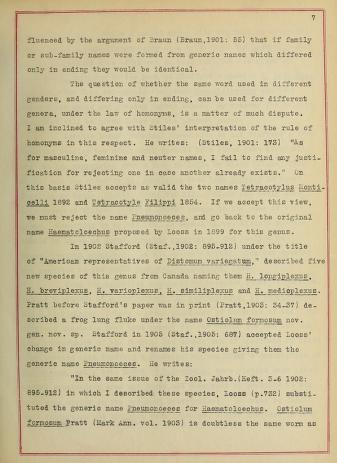 7
fluenced by the argument of Braun (Braun,1901: 55) that if family
or sub-family names were formed from generic names which differed
only in ending they would be identical.
The question of whether the same word used in different
genders, and differing only in ending, can be used for different
genera, under the law of homonyms, is a matter of much dispute.
I am inclined to agree with Stiles' interpretation of the rule of
homonyms in this respect. He writes: (Stiles, 1901: 173) "As
for masculine, feminine and neuter names, I fail to find any justi-
fication for rejecting one in case another already exists." On
this basis Stiles accepts as valid the two names Tetracotylus Monti-
celli 1892 and Tetracotyle Filippi 1854. If we accept this view,
we must reject the name Pneumonoeces, and go back to the original
name Haematoloechus proposed by Looss in 1899 for this genus.
In 1902 Stafford (Staf.,1902: 895-912) under the title
of "American representatives of Distomum variegatum," described five
new species of this genus from Canada naming them H. longiplexus,
H. breviplexus, H. varioplexus, H. similiplexus and H. medioplexus.
Pratt before Stafford's paper was in print (Pratt,1903: 34-37) de-
scribed a frog lung fluke under the name Ostiolum formosum nov.
gen. nov. sp. Stafford in 1905 (Staf.,1905: 687) accepted Looss'
change in generic name and renames his species giving them the
generic name Pneumonoeces. He writes:
"In the same issue of the Zool. Jahrb.(Heft. 5-6 1902:
895-912) in which I described these species, Looss (p.732) substi-
tuted the generic name Pneumonoeces for Haematoloechus. Ostiolum
formosum Pratt (Mark Ann. vol. 1903) is doubtless the same worm as